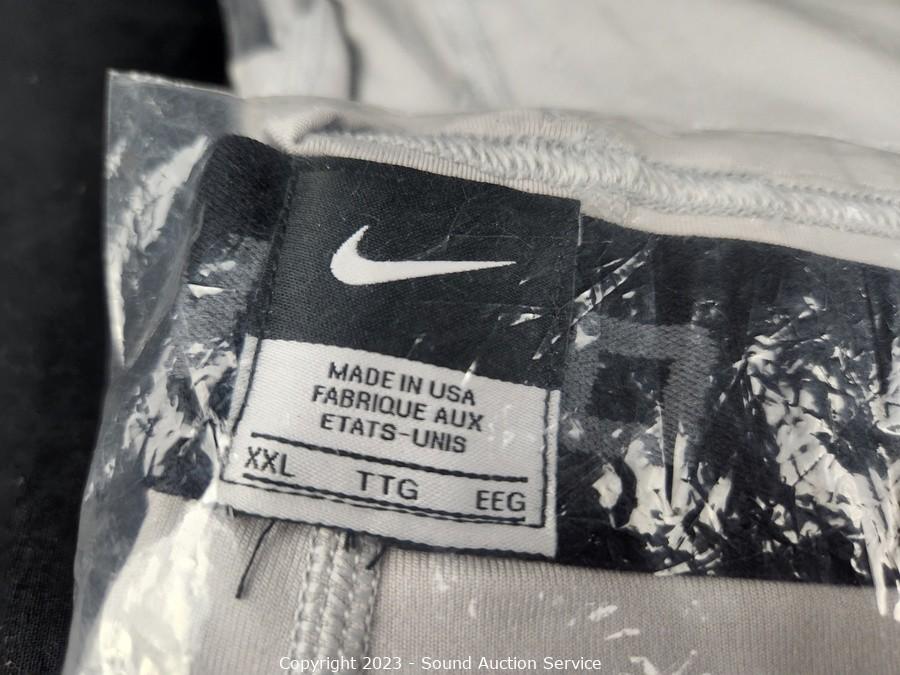 MADE IN USA
FABRIQUE AUX
ETATS-UNIS
XXL TTG EEG
Copyright 2023 - Sound Auction Service